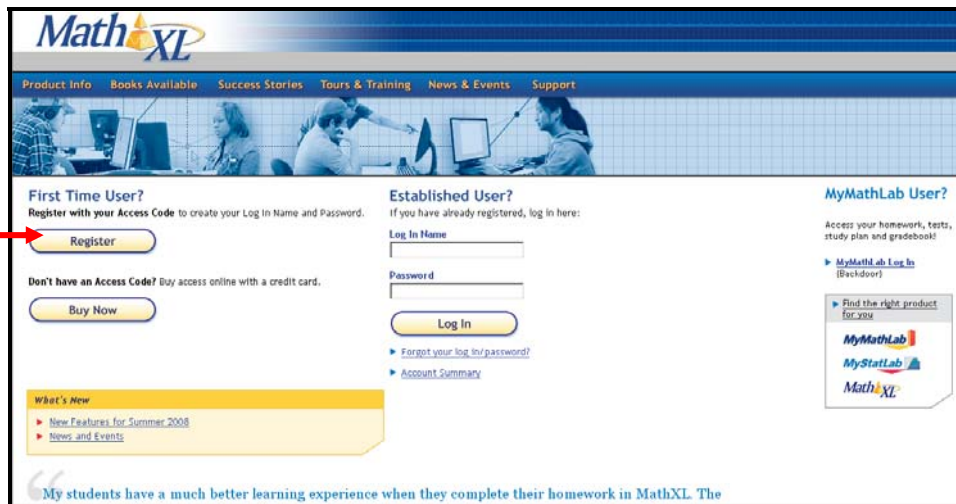 Math XL
Product Info Books Available Success Stories Tours & Training News & Events Support
First Time User?
Register with your Access Code to create your Log In Name and Password.
Register
Don't have an Access Code? Buy access online with a credit card.
Buy Now
Established User?
If you have already registered, log in here:
Log In Name
Password
Log In
Forgot your log in/password?
Account Summary
MyMathLab User?
Access your homework, tests,
study plan and gradebook!
MyMathLab Log In
(Backdoor)
Find the right product
for you
MyMathLab
MyStatLab
Math XL
What's New
New Features for Summer 2008
News and Events
“My students have a much better learning experience when they complete their homework in MathXL. The